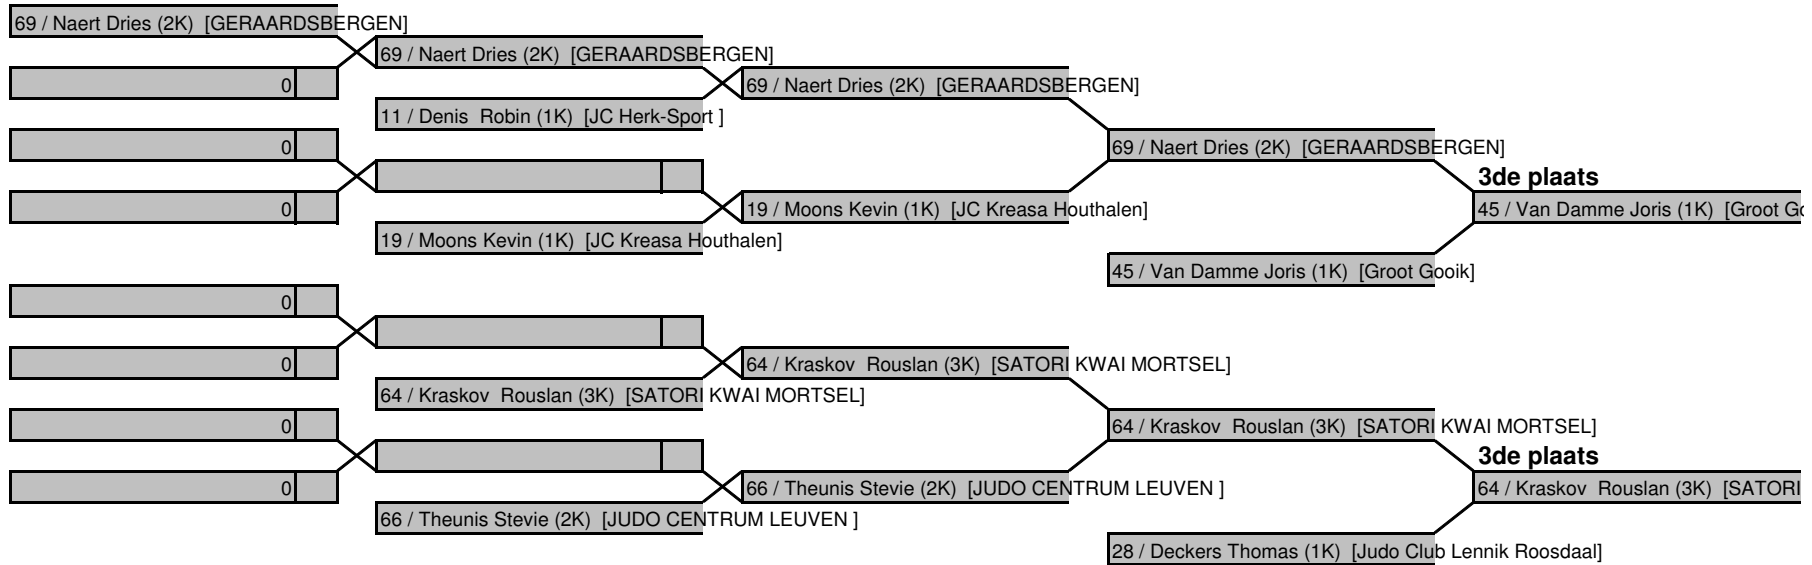 69 / Naert Dries (2K) [GERAARDSBERGEN]
69 / Naert Dries (2K) [GERAARDSBERGEN]
0
69 / Naert Dries (2K) [GERAARDSBERGEN]
11 / Denis Robin (1K) [JC Herk-Sport ]
0
69 / Naert Dries (2K) [GERAARDSBERGEN]
3de plaats
0
19 / Moons Kevin (1K) [JC Kreasa Houthalen]
45 / Van Damme Joris (1K) [Groot Go
19 / Moons Kevin (1K) [JC Kreasa Houthalen]
45 / Van Damme Joris (1K) [Groot Gooik]
0
0
64 / Kraskov Rouslan (3K) [SATORI KWAI MORTSEL]
64 / Kraskov Rouslan (3K) [SATORI KWAI MORTSEL]
0
64 / Kraskov Rouslan (3K) [SATORI KWAI MORTSEL]
3de plaats
0
66 / Theunis Stevie (2K) [JUDO CENTRUM LEUVEN ]
64 / Kraskov Rouslan (3K) [SATORI
66 / Theunis Stevie (2K) [JUDO CENTRUM LEUVEN ]
28 / Deckers Thomas (1K) [Judo Club Lennik Roosdaal]